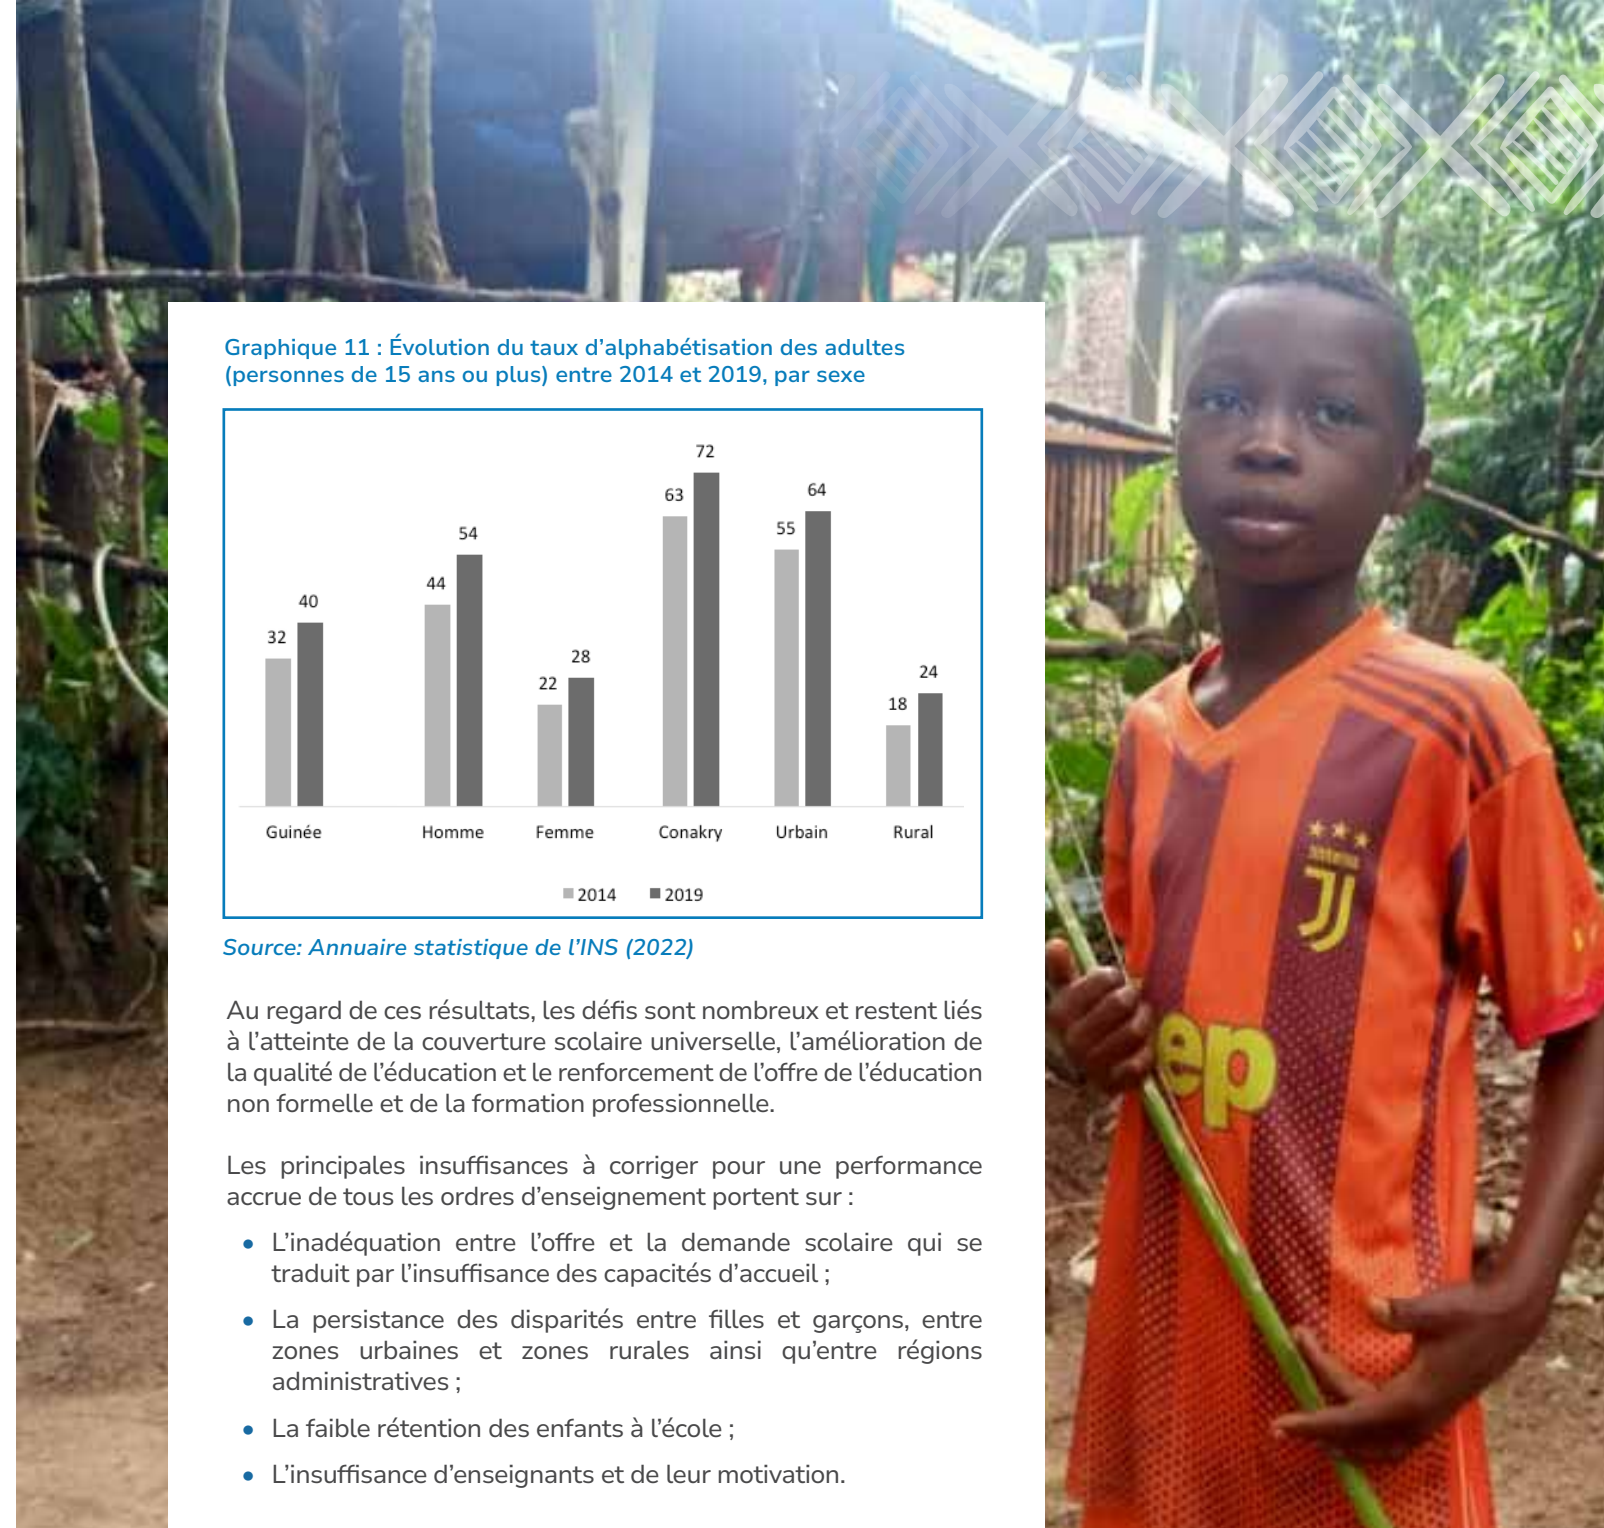 Graphique 11 : Évolution du taux d’alphabétisation des adultes
(personnes de 15 ans ou plus) entre 2014 et 2019, par sexe
72
63
64
55
54
44
40
32
28
22
24
18
Guinée Homme Femme Conakry Urbain Rural
2014 2019
Source: Annuaire statistique de l’INS (2022)
Au regard de ces résultats, les défis sont nombreux et restent liés
à l’atteinte de la couverture scolaire universelle, l’amélioration de
la qualité de l’éducation et le renforcement de l’offre de l’éducation
non formelle et de la formation professionnelle.
Les principales insuffisances à corriger pour une performance
accrue de tous les ordres d’enseignement portent sur :
• L’inadéquation entre l’offre et la demande scolaire qui se
traduit par l’insuffisance des capacités d’accueil ;
• La persistance des disparités entre filles et garçons, entre
zones urbaines et zones rurales ainsi qu’entre régions
administratives ;
• La faible rétention des enfants à l’école ;
• L’insuffisance d’enseignants et de leur motivation.
ep